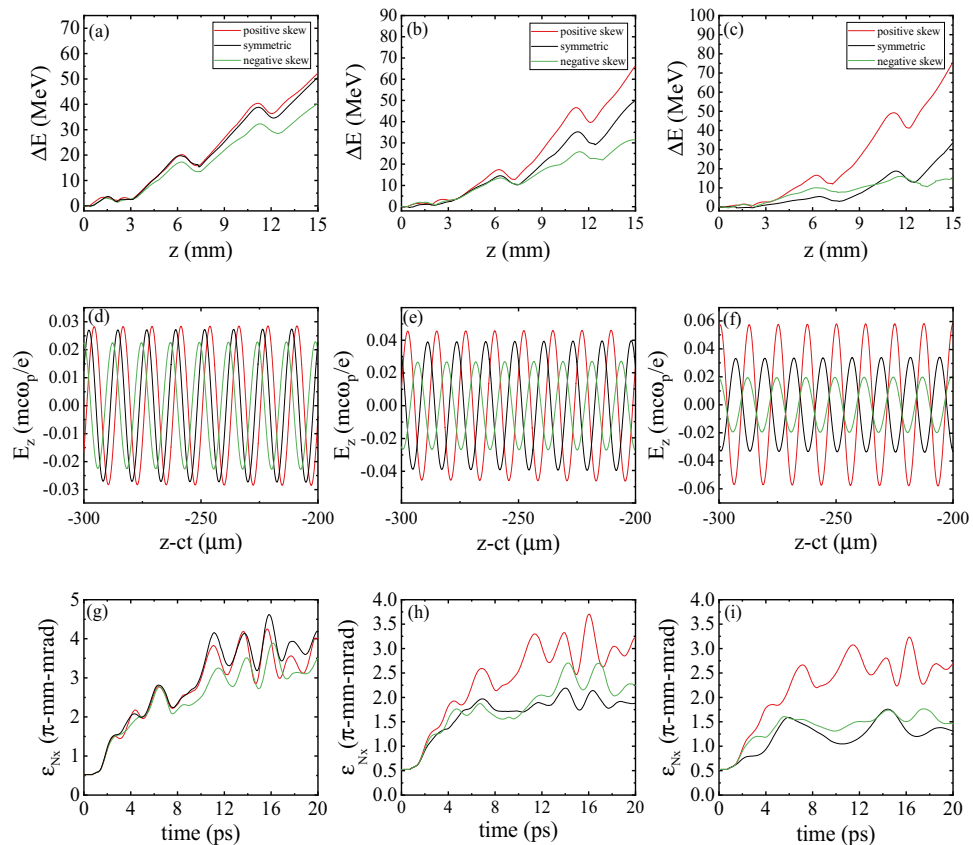 (a)
positive skew
symmetric
negative skew
ΔE (MeV)
70
60
50
40
30
20
10
0
0 3 6 9 12 15
z (mm)
(b)
positive skew
symmetric
negative skew
ΔE (MeV)
90
80
70
60
50
40
30
20
10
0
0 3 6 9 12 15
z (mm)
(c)
positive skew
symmetric
negative skew
ΔE (MeV)
100
90
80
70
60
50
40
30
20
10
0
0 3 6 9 12 15
z (mm)
(d)
E_z (mcω_p/e)
0.03
0.02
0.01
0.00
-0.01
-0.02
-0.03
-300 -250 -200
z-ct (μm)
(e)
E_z (mcω_p/e)
0.04
0.02
0.00
-0.02
-0.04
-300 -250 -200
z-ct (μm)
(f)
E_z (mcω_p/e)
0.06
0.04
0.02
0.00
-0.02
-0.04
-0.06
-300 -250 -200
z-ct (μm)
(g)
ε_Nx (π-mm-mrad)
5
4
3
2
1
0
0 4 8 12 16 20
time (ps)
(h)
ε_Nx (π-mm-mrad)
4.0
3.5
3.0
2.5
2.0
1.5
1.0
0.5
0.0
0 4 8 12 16 20
time (ps)
(i)
ε_Nx (π-mm-mrad)
4.0
3.5
3.0
2.5
2.0
1.5
1.0
0.5
0.0
0 4 8 12 16 20
time (ps)